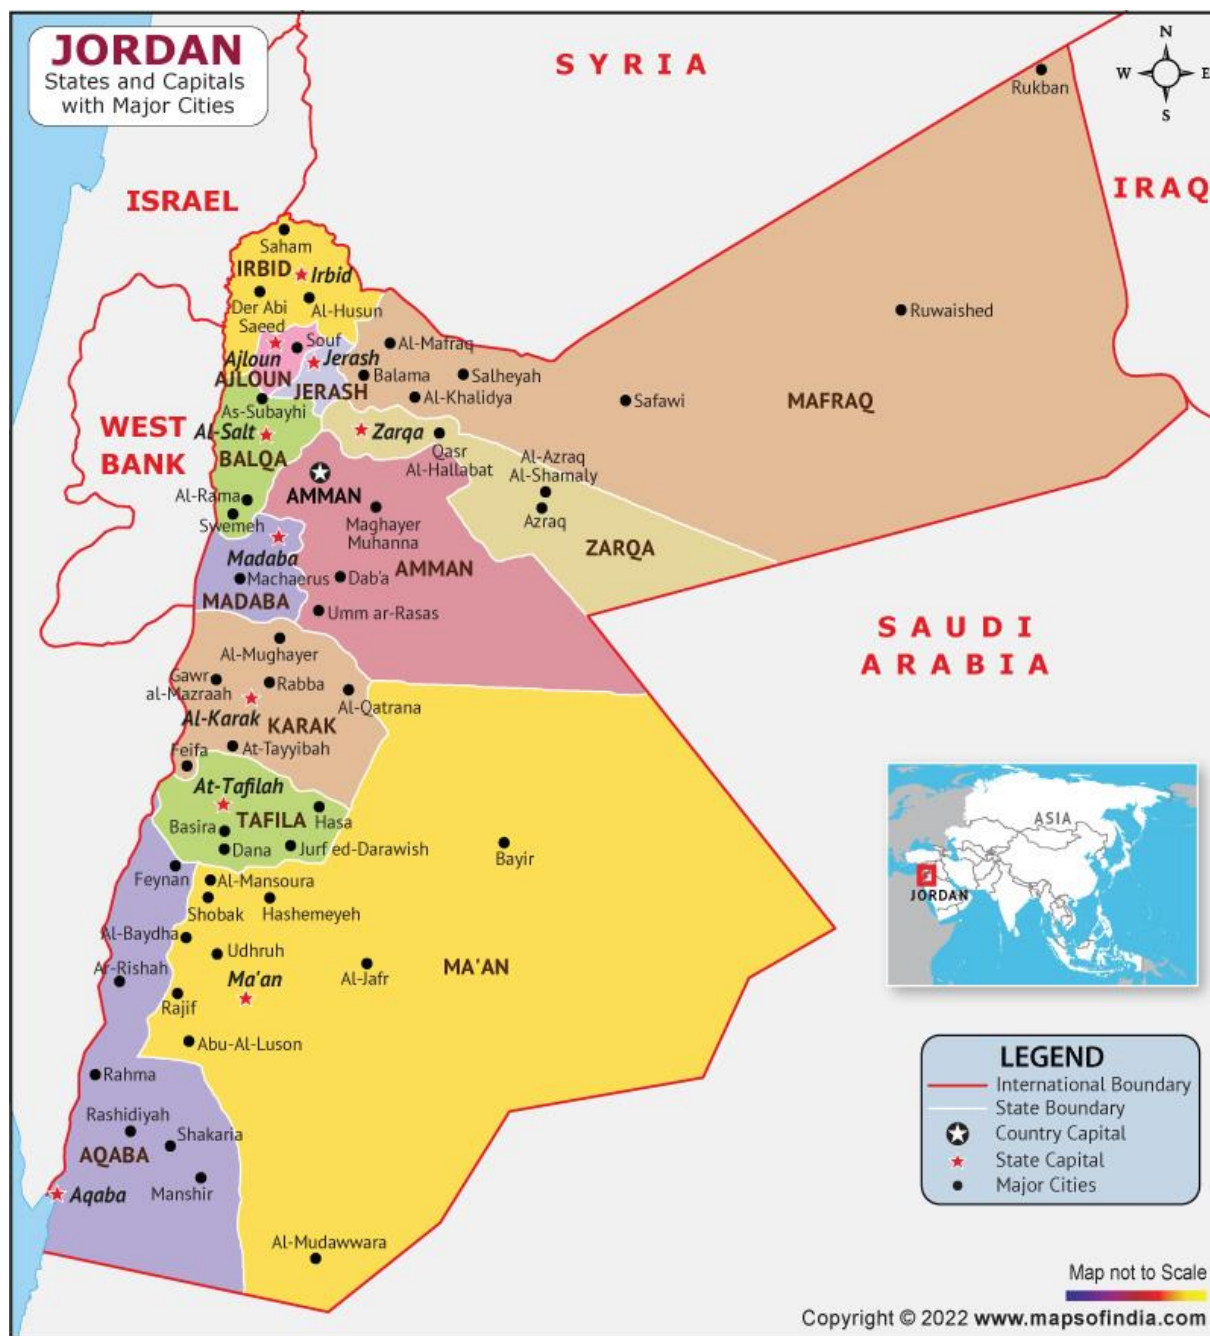 JORDAN
States and Capitals
with Major Cities
SYRIA
N
W
E
S
Rukban
IRAQ
ISRAEL
Saham
IRBID
Irbid
Der Abi
Saeed
Al-Husun
Ruwaished
Souf
Al-Mafraq
Ajloun
Jerash
AJLOUN
JERASH
Balama
Salheyah
Al-Khalidya
Safawi
MAFRAQ
As-Subayhi
WEST
BANK
Al-Salt
BALQA
Zarqa
Qasr
Al-Hallabat
Al-Azraq
Al-Shamaly
AMMAN
Al-Rama
Swemeh
Maghayer
Muhanna
Azraq
ZARQA
Madaba
Machaerus
MADABA
Dab'a
AMMAN
Umm ar-Rasas
SAUDI
ARABIA
Al-Mughayer
Gawr
al-Mazraah
Rabba
Al-Qatrana
Al-Karak
KARAK
Feifa
At-Tayyibah
At-Tafilah
TAFILA
Hasa
Basira
Dana
Jurf ed-Darawish
Bayir
ASIA
JORDAN
Feynan
Al-Mansoura
Shobak
Hashemeyeh
Al-Baydha
Udhruh
Ar-Rishah
Ma'an
Al-Jafr
MA'AN
Rajif
Abu-Al-Luson
Rahma
Rashidiyah
Shakaria
AQABA
Aqaba
Manshir
Al-Mudawwara
LEGEND
International Boundary
State Boundary
Country Capital
State Capital
Major Cities
Map not to Scale
Copyright © 2022 www.mapsofindia.com